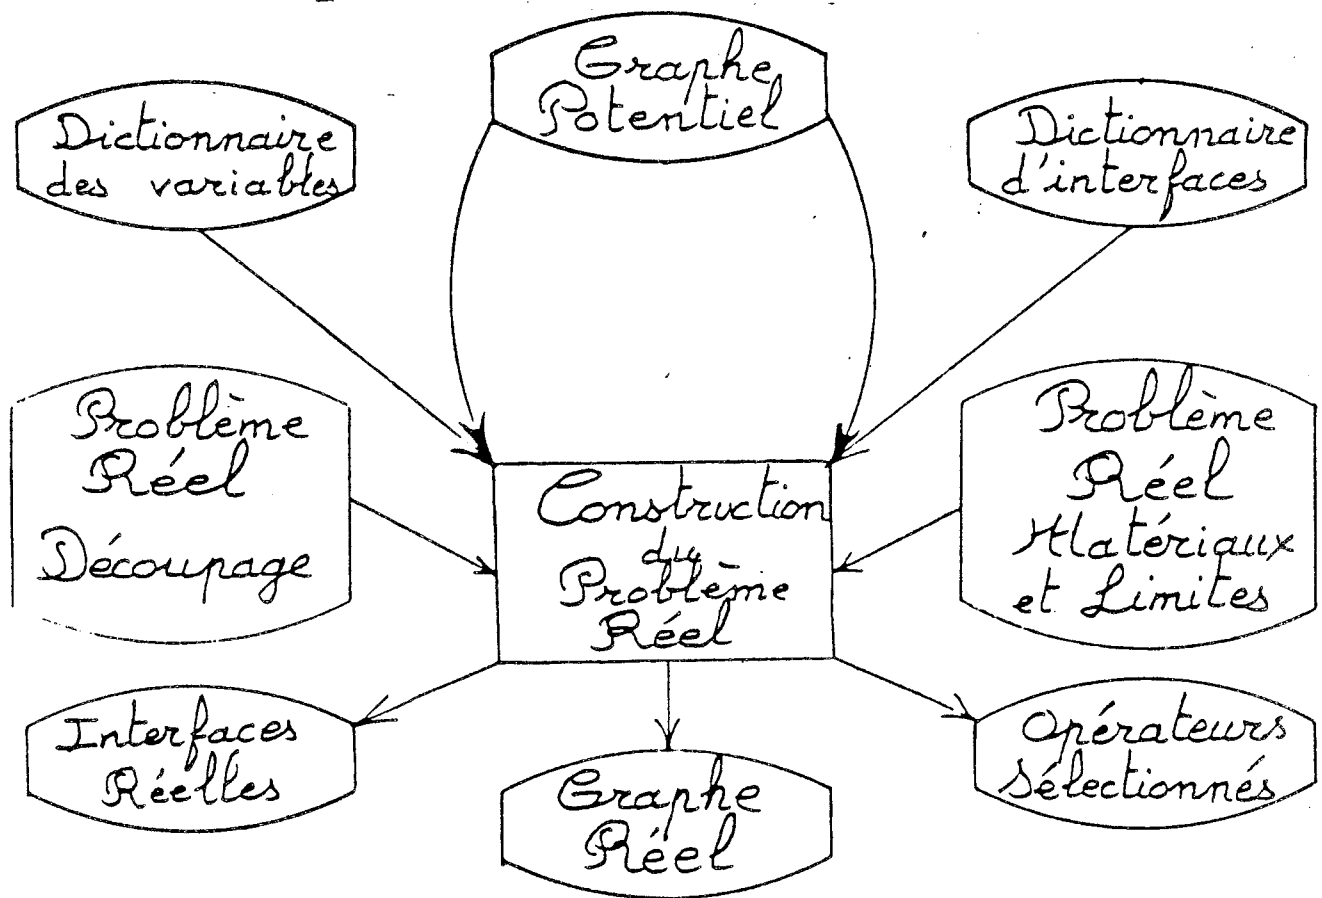 Graphe
Potentiel
Dictionnaire
des variables
Dictionnaire
d'interfaces
Problème
Réel
Découpage
Construction
du
Problème
Réel
Problème
Réel
Matériaux
et Limites
Interfaces
Réelles
Graphe
Réel
Opérateurs
Sélectionnés